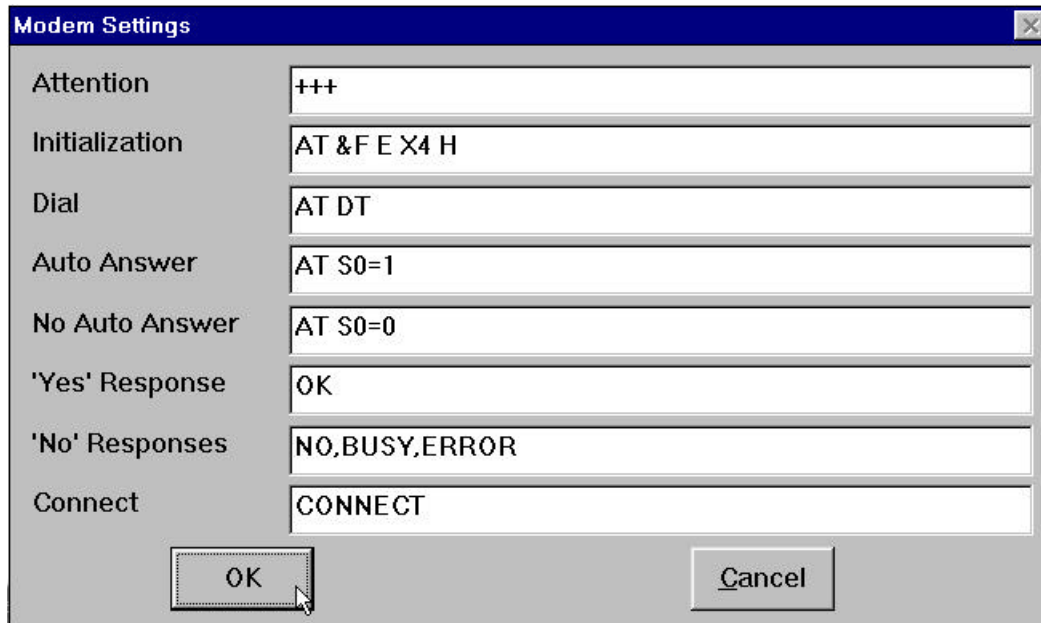 Modem Settings
Attention +++
Initialization AT &F E X4 H
Dial AT DT
Auto Answer AT S0=1
No Auto Answer AT S0=0
'Yes' Response OK
'No' Responses NO,BUSY,ERROR
Connect CONNECT
OK Cancel